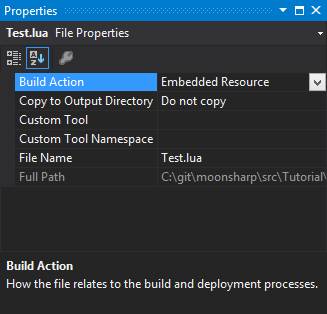 Properties
Test.lua File Properties
Build Action Embedded Resource
Copy to Output Directory Do not copy
Custom Tool
Custom Tool Namespace
File Name Test.lua
Full Path C:\git\moonsharp\src\Tutorial\
Build Action
How the file relates to the build and deployment processes.